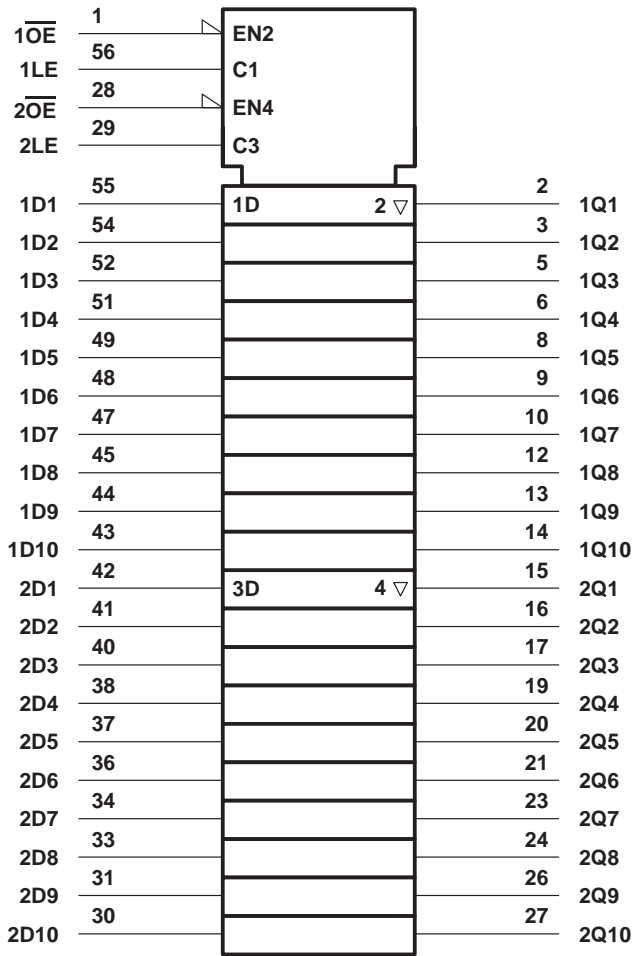 1OE 1 EN2
1LE 56 C1
2OE 28 EN4
2LE 29 C3
1D1 55 1D 2 ▽ 2 1Q1
1D2 54 3 1Q2
1D3 52 5 1Q3
1D4 51 6 1Q4
1D5 49 8 1Q5
1D6 48 9 1Q6
1D7 47 10 1Q7
1D8 45 12 1Q8
1D9 44 13 1Q9
1D10 43 14 1Q10
2D1 42 3D 4 ▽ 15 2Q1
2D2 41 16 2Q2
2D3 40 17 2Q3
2D4 38 19 2Q4
2D5 37 20 2Q5
2D6 36 21 2Q6
2D7 34 23 2Q7
2D8 33 24 2Q8
2D9 31 26 2Q9
2D10 30 27 2Q10